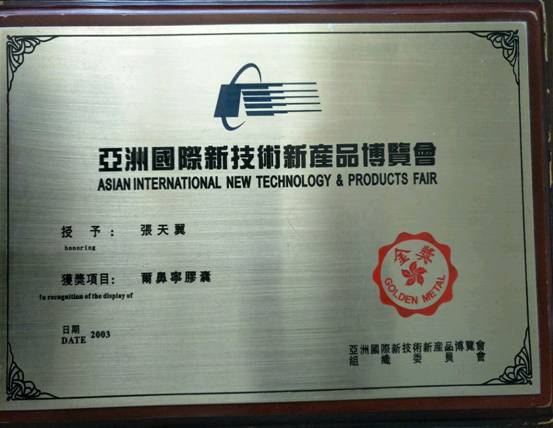 亞洲國際新技術新產品博覽會
ASIAN INTERNATIONAL NEW TECHNOLOGY & PRODUCTS FAIR
授 予： 張天翼
honoring
獲獎項目： 爾鼻寧膠囊
In recognition of the display of
金獎
GOLDEN METAL
日期
DATE 2003
亞洲國際新技術新產品博覽會
組織委員會